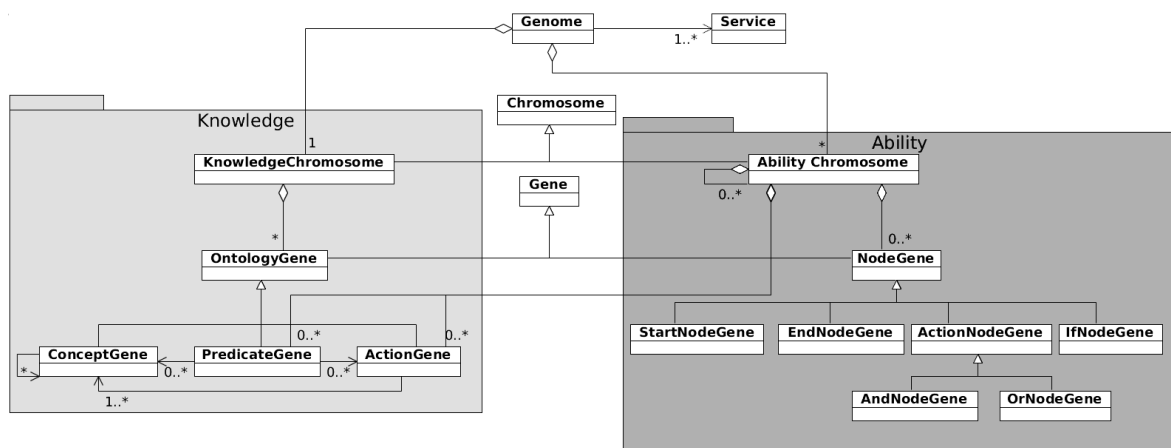 Genome
Service
1..*
Chromosome
Knowledge
1
KnowledgeChromosome
*
Ability
Ability Chromosome
0..*
Gene
*
0..*
OntologyGene
NodeGene
0..*
0..*
StartNodeGene
EndNodeGene
ActionNodeGene
IfNodeGene
ConceptGene
PredicateGene
ActionGene
*
0..*
0..*
1..*
AndNodeGene
OrNodeGene